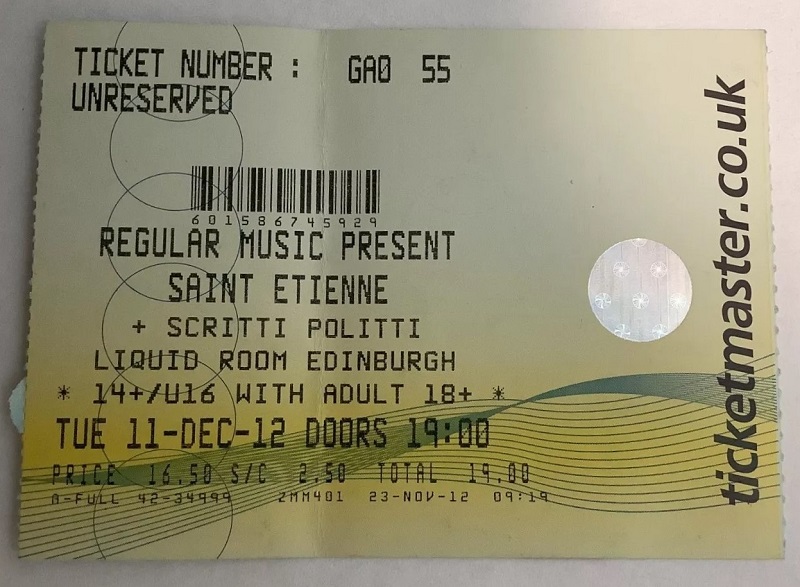 TICKET NUMBER : GA0 55
UNRESERVED
601586745929
REGULAR MUSIC PRESENT
SAINT ETIENNE
+ SCRITTI POLITTI
LIQUID ROOM EDINBURGH
* 14+/U16 WITH ADULT 18+ *
TUE 11-DEC-12 DOORS 19:00
PRICE 16.50 S/C 2.50 TOTAL 19.00
A-FULL 42-34999 ZMM401 23-NOV-12 09:19
ticketmaster.co.uk